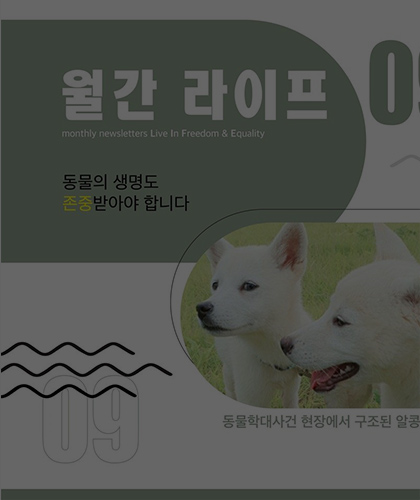 월간 라이프
monthly newsletters Live In Freedom & Equality
동물의 생명도
존중받아야 합니다
동물학대사건 현장에서 구조된 알콩
09